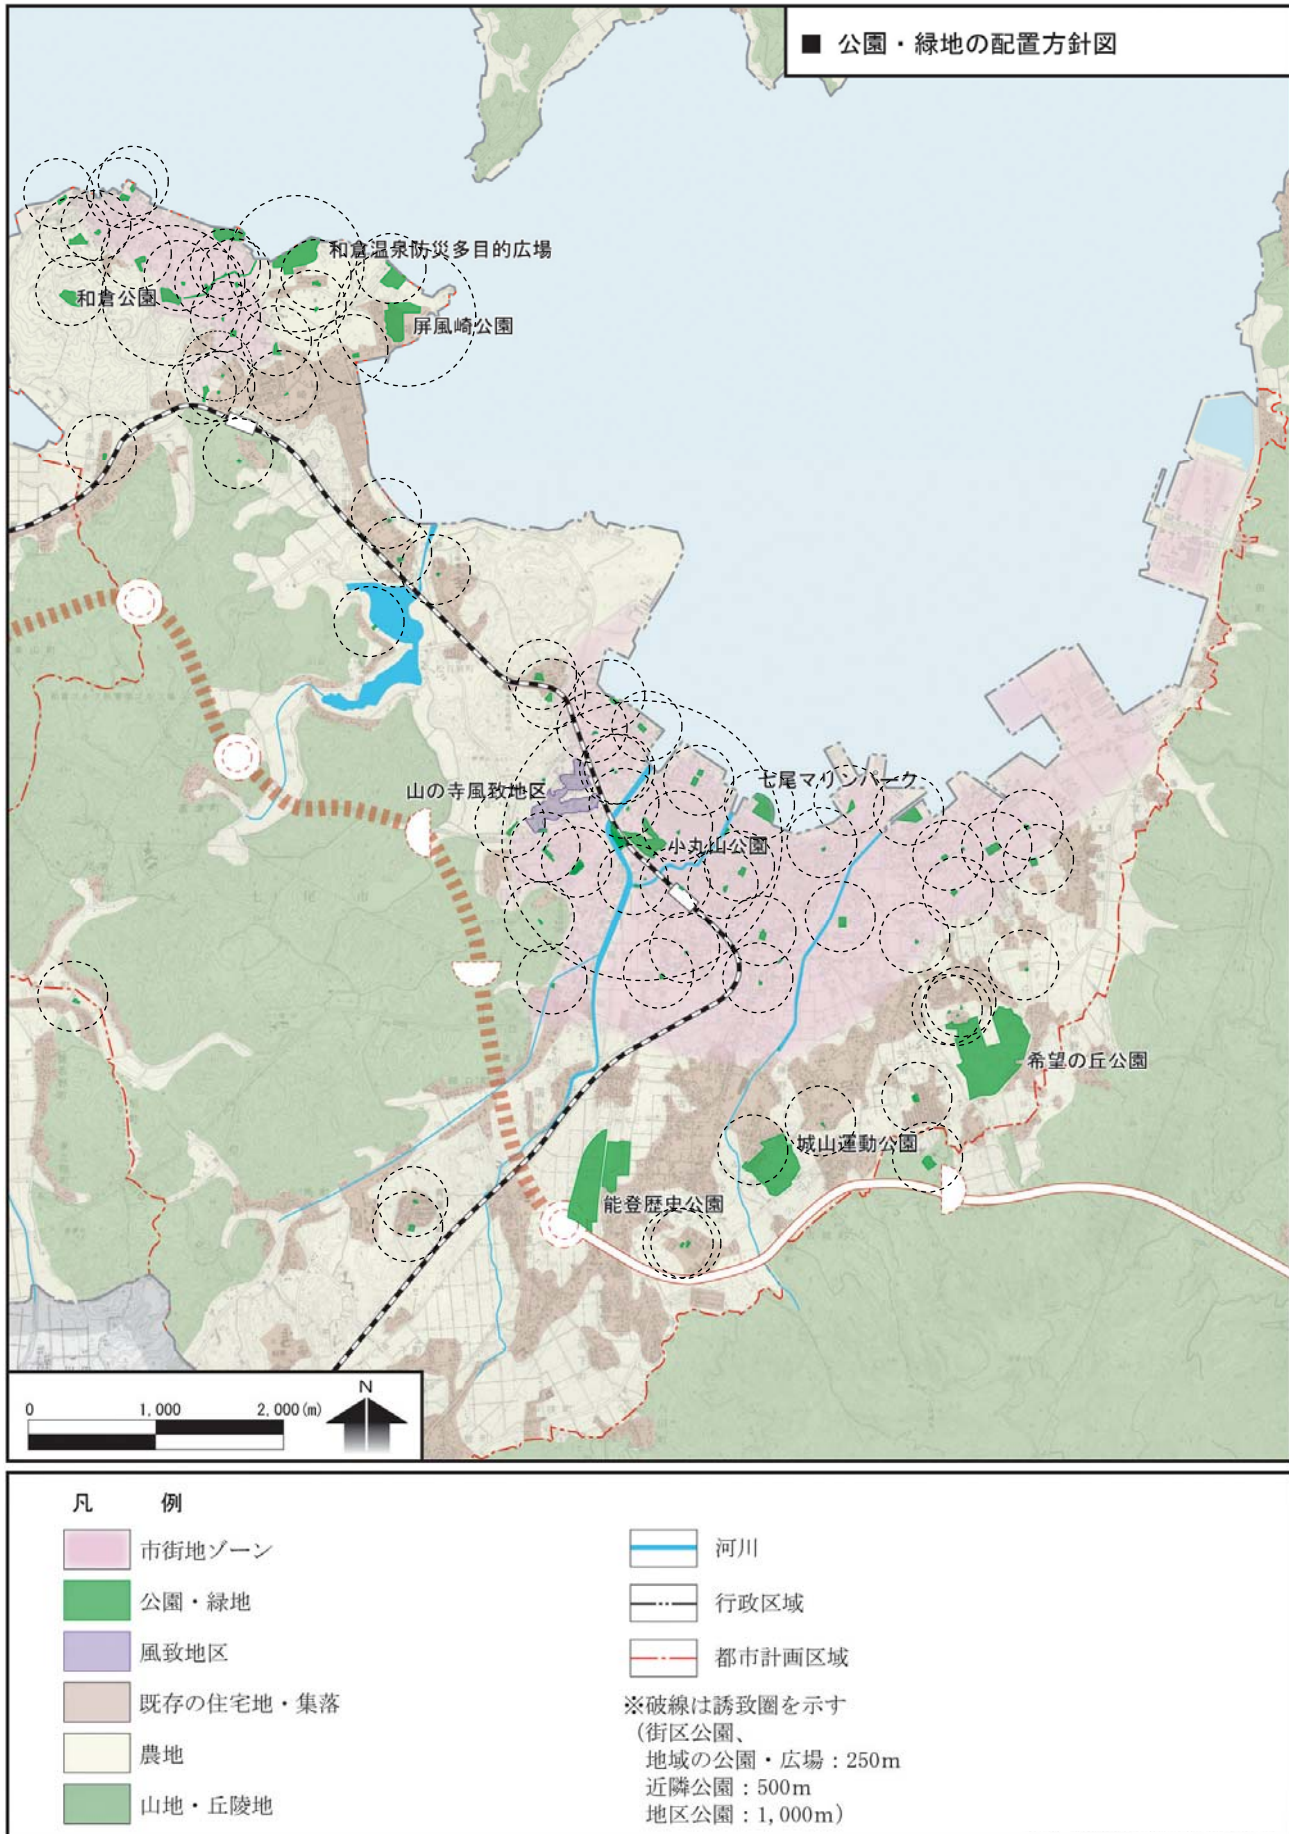 ■ 公園・緑地の配置方針図
和倉温泉防災多目的広場
和倉公園
屏風崎公園
七尾マリンパーク
山の寺風致地区
小丸山公園
希望の丘公園
城山運動公園
能登歴史公園
N
0 1,000 2,000(m)
凡 例
市街地ゾーン
公園・緑地
風致地区
既存の住宅地・集落
農地
山地・丘陵地
河川
行政区域
都市計画区域
※破線は誘致圏を示す
（街区公園、
地域の公園・広場：250m
近隣公園：500m
地区公園：1,000m）